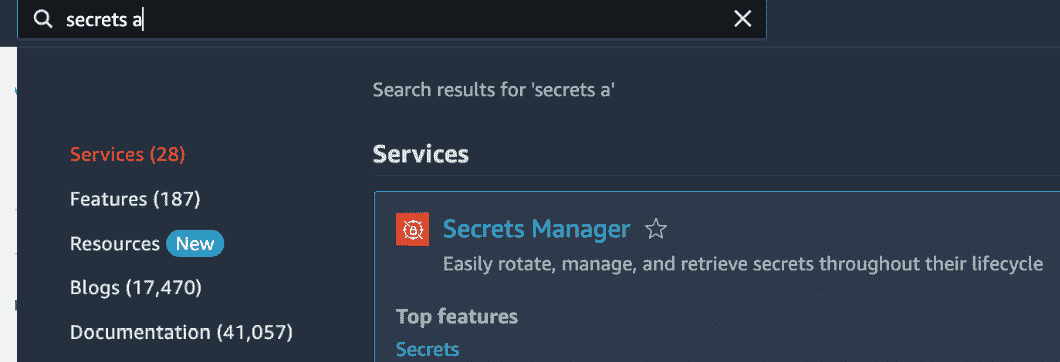 secrets a
Search results for 'secrets a'
Services (28)
Features (187)
Resources New
Blogs (17,470)
Documentation (41,057)
Services
Secrets Manager
Easily rotate, manage, and retrieve secrets throughout their lifecycle
Top features
Secrets